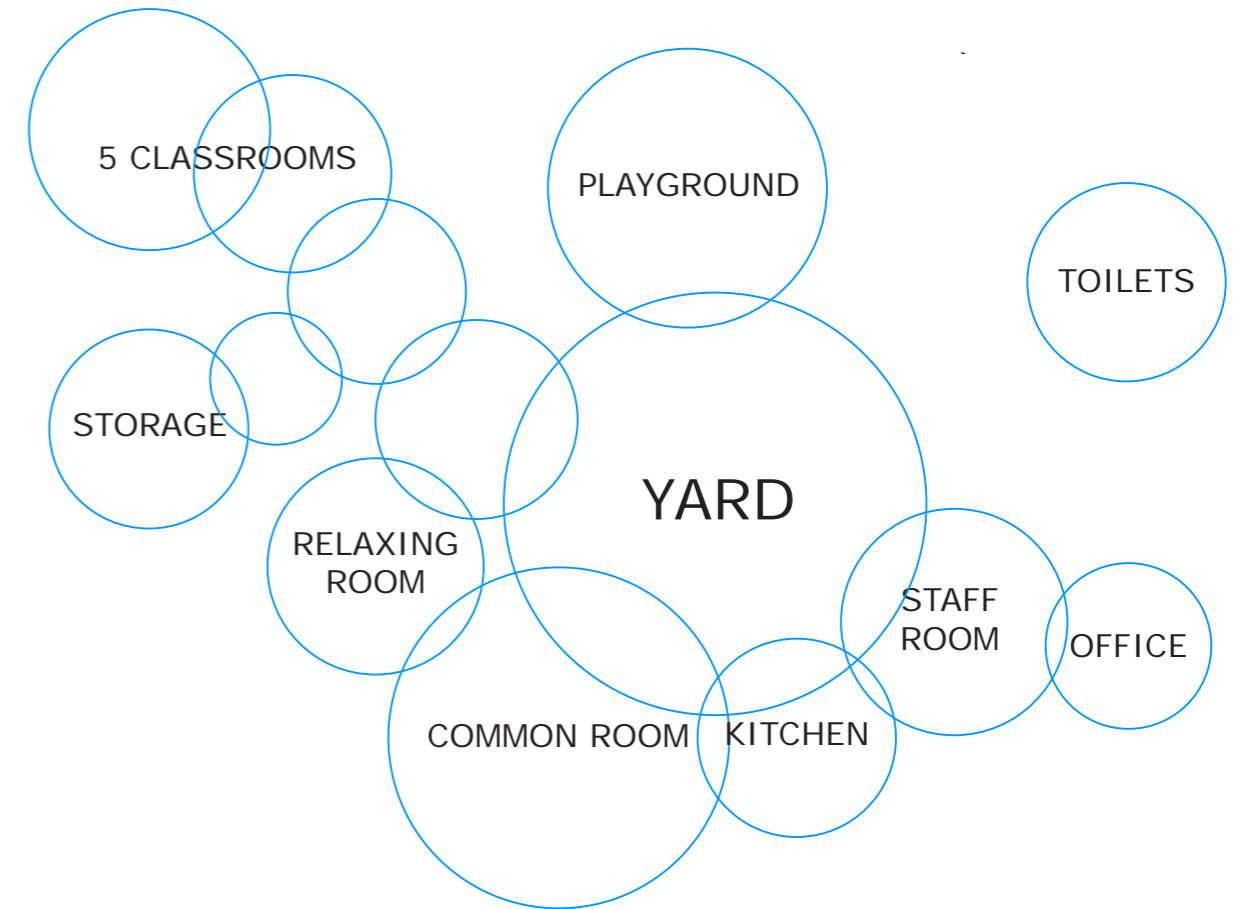 5 CLASSROOMS
PLAYGROUND
TOILETS
STORAGE
YARD
RELAXING
ROOM
STAFF
ROOM
OFFICE
COMMON ROOM
KITCHEN